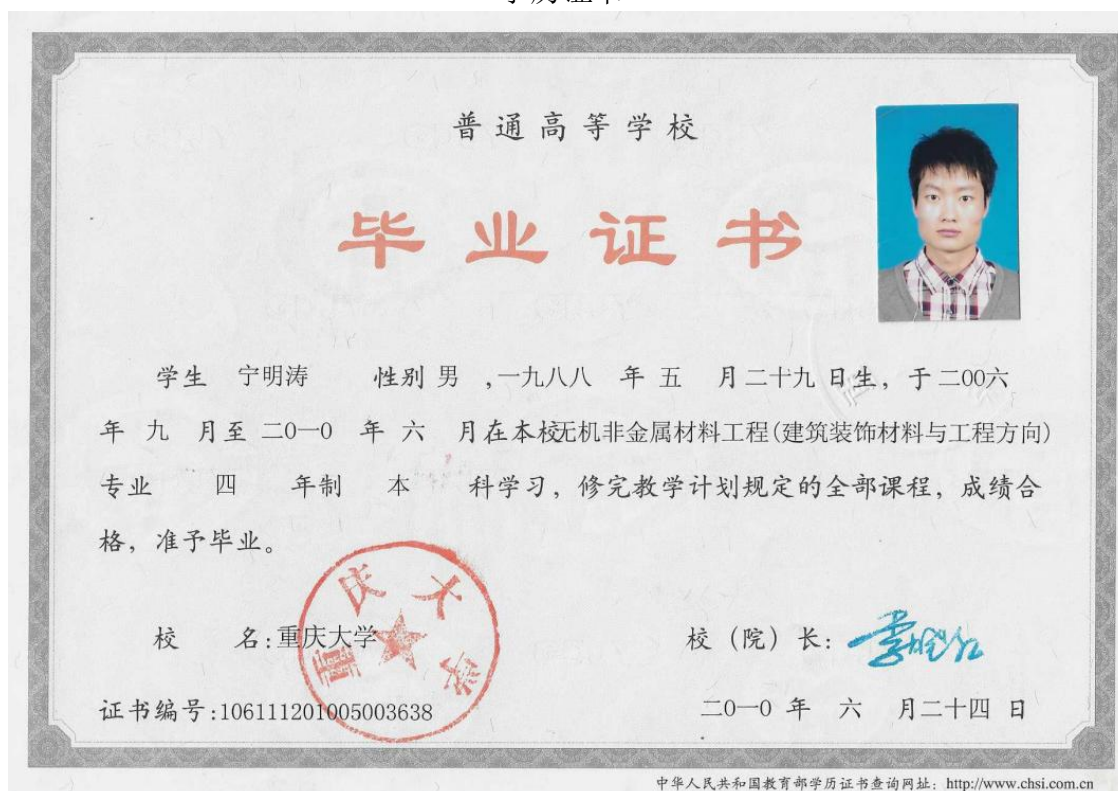 普通高等学校
毕业证书
学生 宁明涛 性别 男 ,一九八八 年 五 月二十九日生，于二00六
年 九 月至 二0一0 年 六 月在本校无机非金属材料工程(建筑装饰材料与工程方向)
专业 四 年制 本 科学习，修完教学计划规定的全部课程，成绩合
格，准予毕业。
校 名:重庆大学
重庆大学
校（院）长:
证书编号:106111201005003638
二0一0 年 六 月二十四 日
中华人民共和国教育部学历证书查询网址：http://www.chsi.com.cn